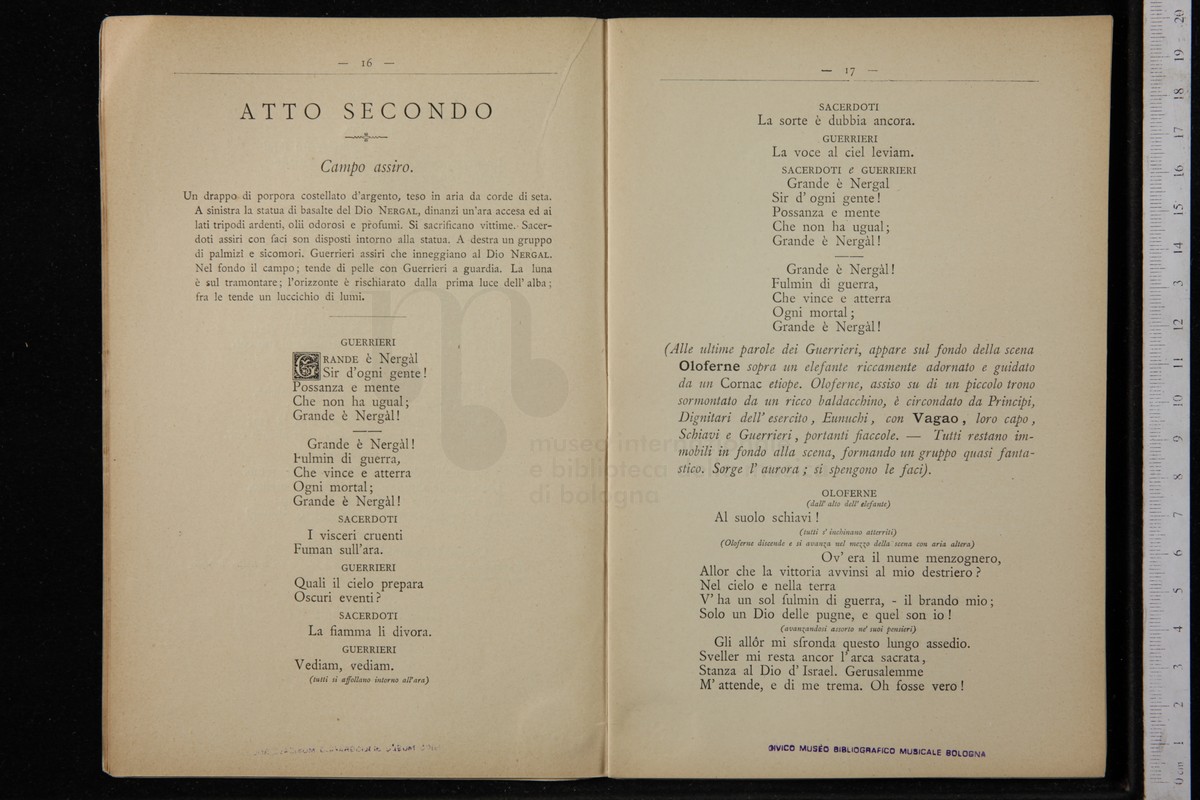 — 16 —
ATTO SECONDO
Campo assiro.
Un drappo di porpora costellato d'argento, teso in aria da corde di seta.
A sinistra la statua di basalte del Dio NERGAL, dinanzi un'ara accesa ed ai
lati tripodi ardenti, olii odorosi e profumi. Si sacrificano vittime. Sacer-
doti assiri con faci son disposti intorno alla statua. A destra un gruppo
di palmizî e sicomori. Guerrieri assiri che inneggiano al Dio NERGAL.
Nel fondo il campo; tende di pelle con Guerrieri a guardia. La luna
è sul tramontare; l'orizzonte è rischiarato dalla prima luce dell'alba;
fra le tende un luccichio di lumi.
GUERRIERI
GRANDE è Nergàl
Sir d'ogni gente!
Possanza e mente
Che non ha ugual;
Grande è Nergàl!
Grande è Nergàl!
Fulmin di guerra,
Che vince e atterra
Ogni mortal;
Grande è Nergàl!
SACERDOTI
I visceri cruenti
Fuman sull'ara.
GUERRIERI
Quali il cielo prepara
Oscuri eventi?
SACERDOTI
La fiamma li divora.
GUERRIERI
Vediam, vediam.
(tutti si affollano intorno all'ara)
— 17 —
SACERDOTI
La sorte è dubbia ancora.
GUERRIERI
La voce al ciel leviam.
SACERDOTI e GUERRIERI
Grande è Nergal
Sir d'ogni gente!
Possanza e mente
Che non ha ugual;
Grande è Nergàl!
Grande è Nergàl!
Fulmin di guerra,
Che vince e atterra
Ogni mortal;
Grande è Nergàl!
(Alle ultime parole dei Guerrieri, appare sul fondo della scena
Oloferne sopra un elefante riccamente adornato e guidato
da un Cornac etiope. Oloferne, assiso su di un piccolo trono
sormontato da un ricco baldacchino, è circondato da Principi,
Dignitari dell'esercito, Eunuchi, con Vagao, loro capo,
Schiavi e Guerrieri, portanti fiaccole. — Tutti restano im-
mobili in fondo alla scena, formando un gruppo quasi fanta-
stico. Sorge l'aurora; si spengono le faci).
OLOFERNE
(dall'alto dell'elefante)
Al suolo schiavi!
(tutti s'inchinano atterriti)
(Oloferne discende e si avanza nel mezzo della scena con aria altera)
Ov'era il nume menzognero,
Allor che la vittoria avvinsi al mio destriero?
Nel cielo e nella terra
V'ha un sol fulmin di guerra, - il brando mio;
Solo un Dio delle pugne, e quel son io!
(avanzandosi assorto ne' suoi pensieri)
Gli allôr mi sfronda questo lungo assedio.
Sveller mi resta ancor l'arca sacrata,
Stanza al Dio d'Israel. Gerusalemme
M'attende, e di me trema. Oh fosse vero!
CIVICO MUSÉO BIBLIOGRAFICO MUSICALE BOLOGNA
museo internazionale
e biblioteca della musica
di bologna